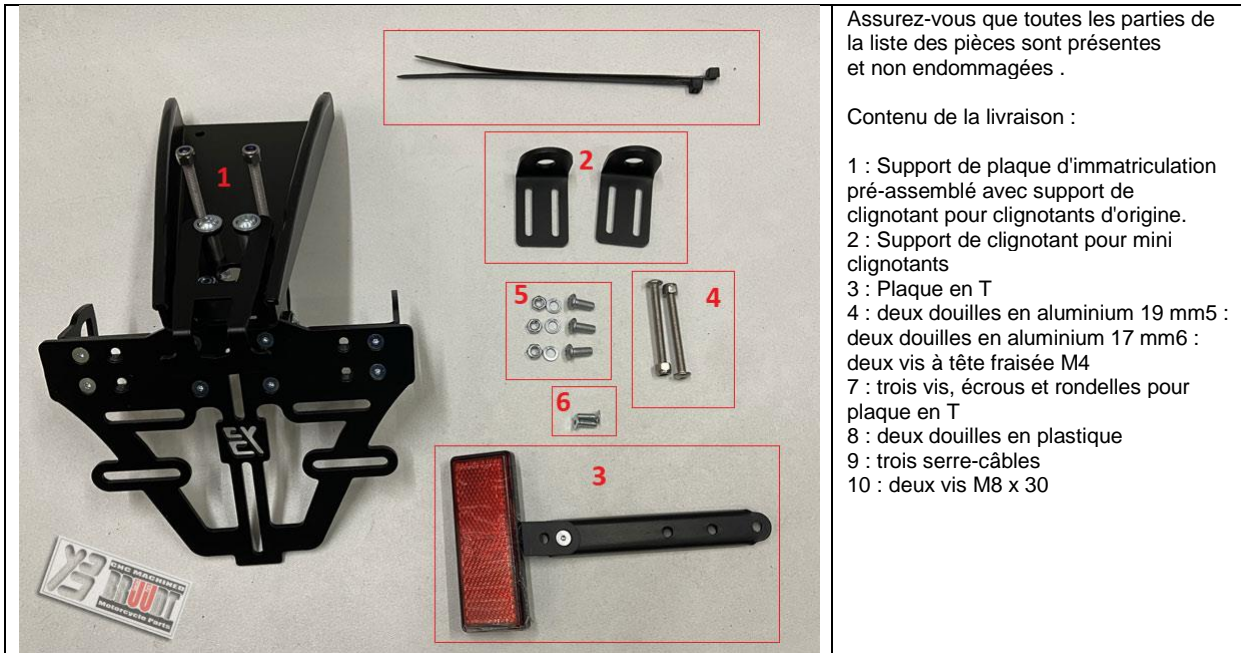 Assurez-vous que toutes les parties de
la liste des pièces sont présentes
et non endommagées .
Contenu de la livraison :
1 : Support de plaque d'immatriculation
pré-assemblé avec support de
clignotant pour clignotants d'origine.
2 : Support de clignotant pour mini
clignotants
3 : Plaque en T
4 : deux douilles en aluminium 19 mm5 :
deux douilles en aluminium 17 mm6 :
deux vis à tête fraisée M4
7 : trois vis, écrous et rondelles pour
plaque en T
8 : deux douilles en plastique
9 : trois serre-câbles
10 : deux vis M8 x 30
1
2
5
4
6
3
CNC MACHINED
Motorcycle Parts